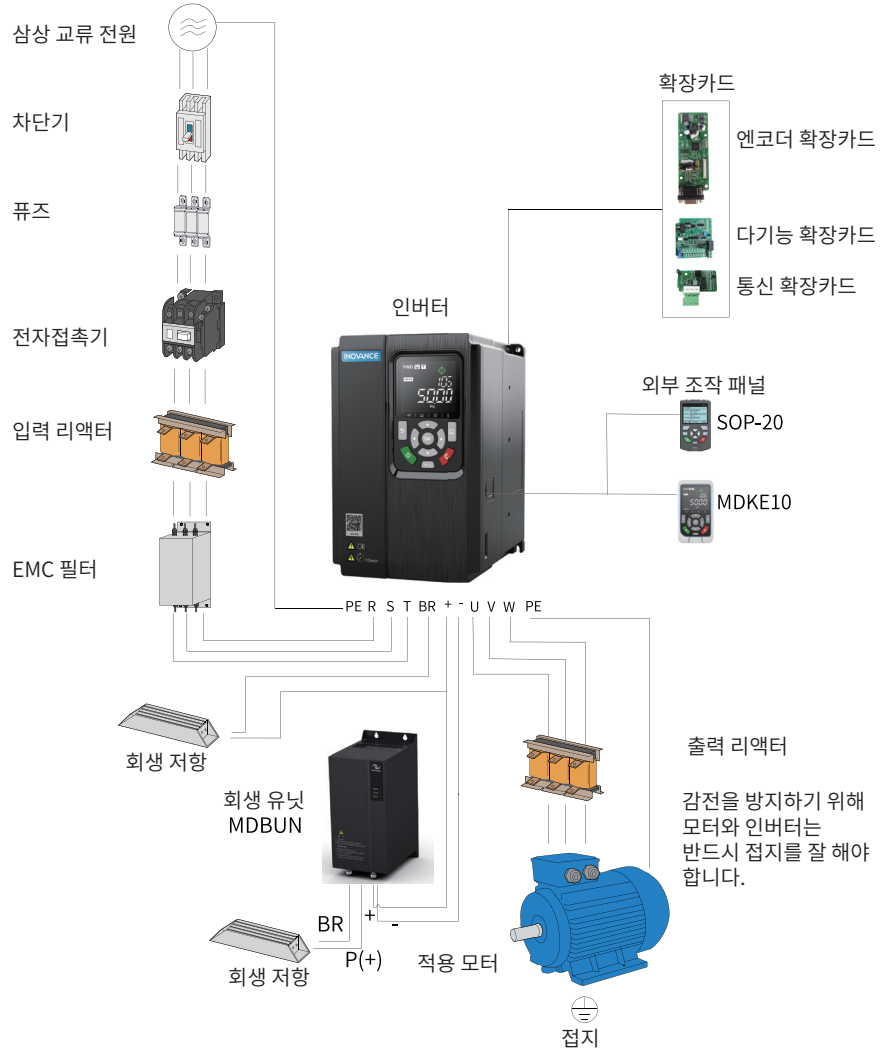 삼상 교류 전원
차단기
퓨즈
전자접촉기
입력 리액터
EMC 필터
확장카드
엔코더 확장카드
다기능 확장카드
통신 확장카드
인버터
INOVANCE
5000
외부 조작 패널
SOP-20
MDKE10
5000
PE R S T BR + - U V W PE
회생 저항
회생 유닛
MDBUN
출력 리액터
감전을 방지하기 위해
모터와 인버터는
반드시 접지를 잘 해야
합니다.
BR
+
-
P(+)
회생 저항
적용 모터
접지